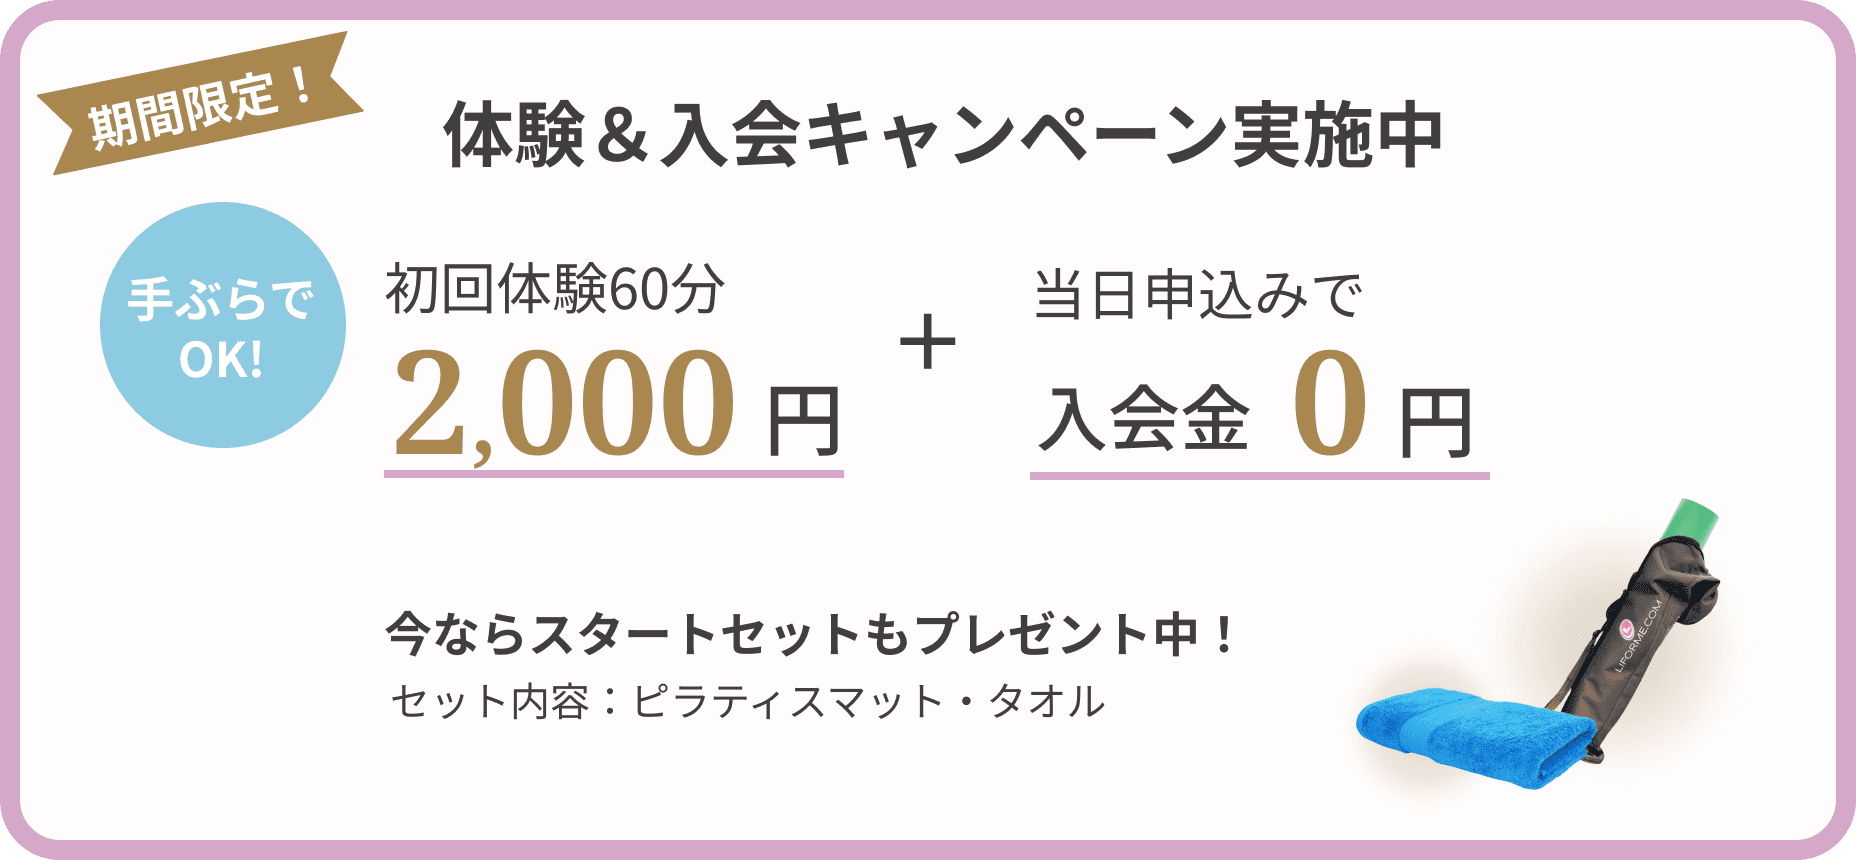 期間限定！
体験＆入会キャンペーン実施中
手ぶらで
OK!
初回体験60分
2,000 円
＋
当日申込みで
入会金 0 円
今ならスタートセットもプレゼント中！
セット内容：ピラティスマット・タオル
LIFORME.COM